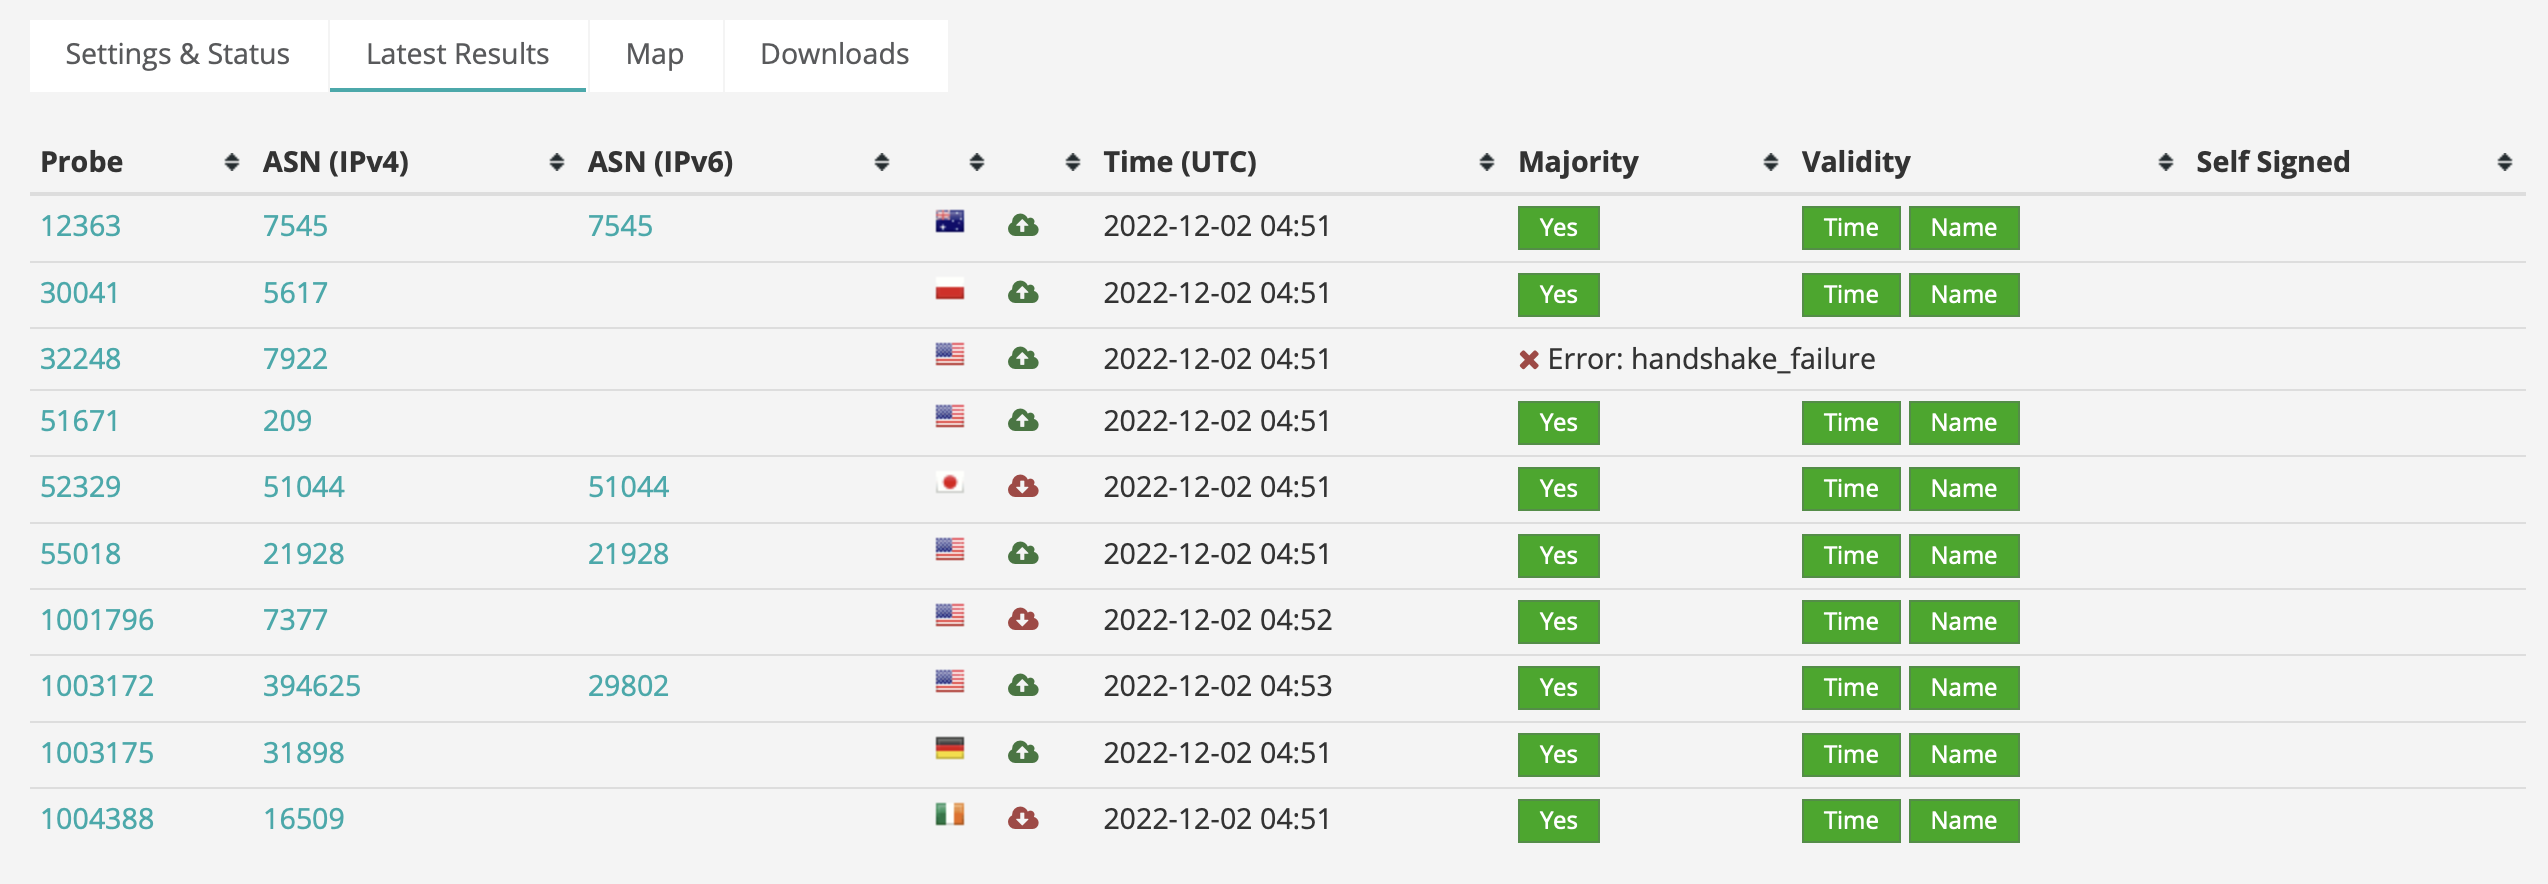 Settings & Status Latest Results Map Downloads
Probe ASN (IPv4) ASN (IPv6) Time (UTC) Majority Validity Self Signed
12363 7545 7545 2022-12-02 04:51 Yes Time Name
30041 5617 2022-12-02 04:51 Yes Time Name
32248 7922 2022-12-02 04:51 Error: handshake_failure
51671 209 2022-12-02 04:51 Yes Time Name
52329 51044 51044 2022-12-02 04:51 Yes Time Name
55018 21928 21928 2022-12-02 04:51 Yes Time Name
1001796 7377 2022-12-02 04:52 Yes Time Name
1003172 394625 29802 2022-12-02 04:53 Yes Time Name
1003175 31898 2022-12-02 04:51 Yes Time Name
1004388 16509 2022-12-02 04:51 Yes Time Name